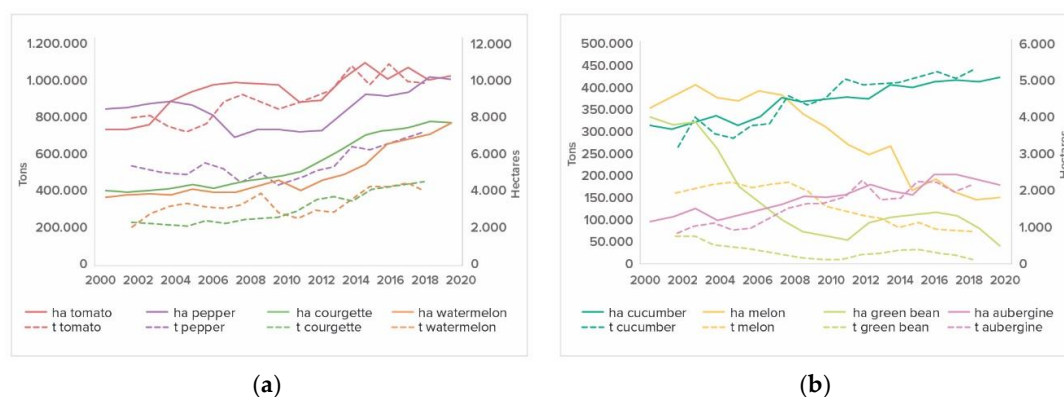 1.200.000
1.000.000
800.000
600.000
400.000
200.000
0
Tons
12.000
10.000
8.000
6.000
4.000
2.000
0
Hectares
2000 2002 2004 2006 2008 2010 2012 2014 2016 2018 2020
ha tomato ha pepper ha courgette ha watermelon
t tomato t pepper t courgette t watermelon
(a)
500.000
450.000
400.000
350.000
300.000
250.000
200.000
150.000
100.000
50.000
0
Tons
6.000
5.000
4.000
3.000
2.000
1.000
0
Hectares
2000 2002 2004 2006 2008 2010 2012 2014 2016 2018 2020
ha cucumber ha melon ha green bean ha aubergine
t cucumber t melon t green bean t aubergine
(b)